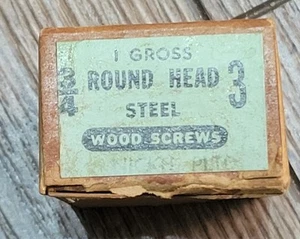 1 GROSS
3/4 ROUND HEAD 3
STEEL
WOOD SCREWS